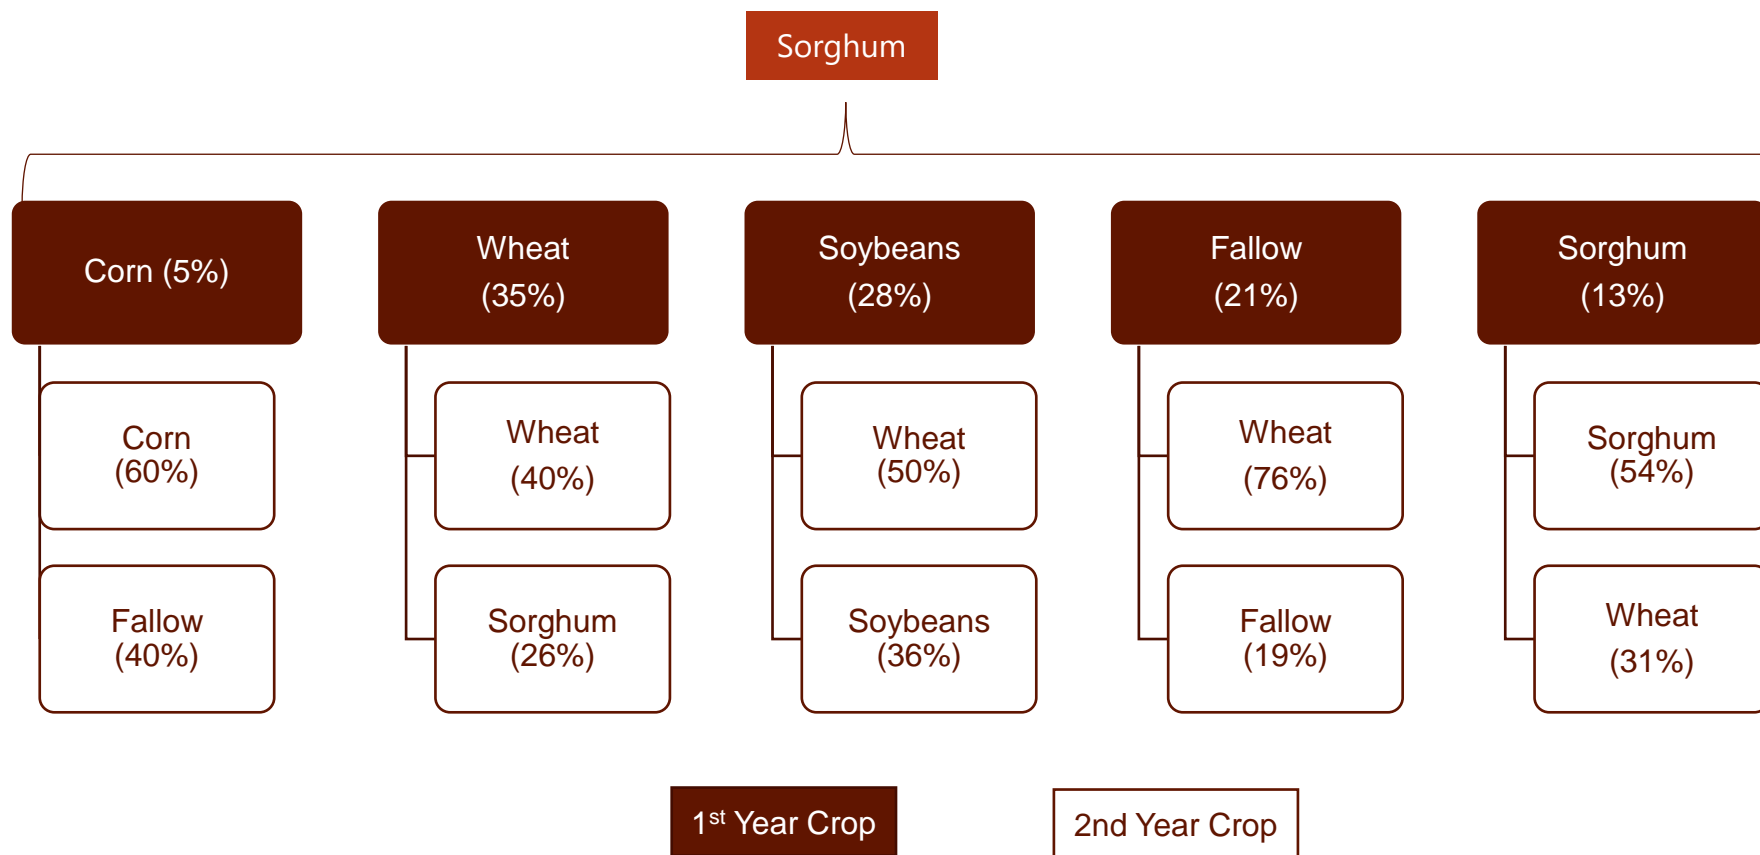 Sorghum
Corn (5%)
Wheat
(35%)
Soybeans
(28%)
Fallow
(21%)
Sorghum
(13%)
Corn
(60%)
Wheat
(40%)
Wheat
(50%)
Wheat
(76%)
Sorghum
(54%)
Fallow
(40%)
Sorghum
(26%)
Soybeans
(36%)
Fallow
(19%)
Wheat
(31%)
1st Year Crop
2nd Year Crop